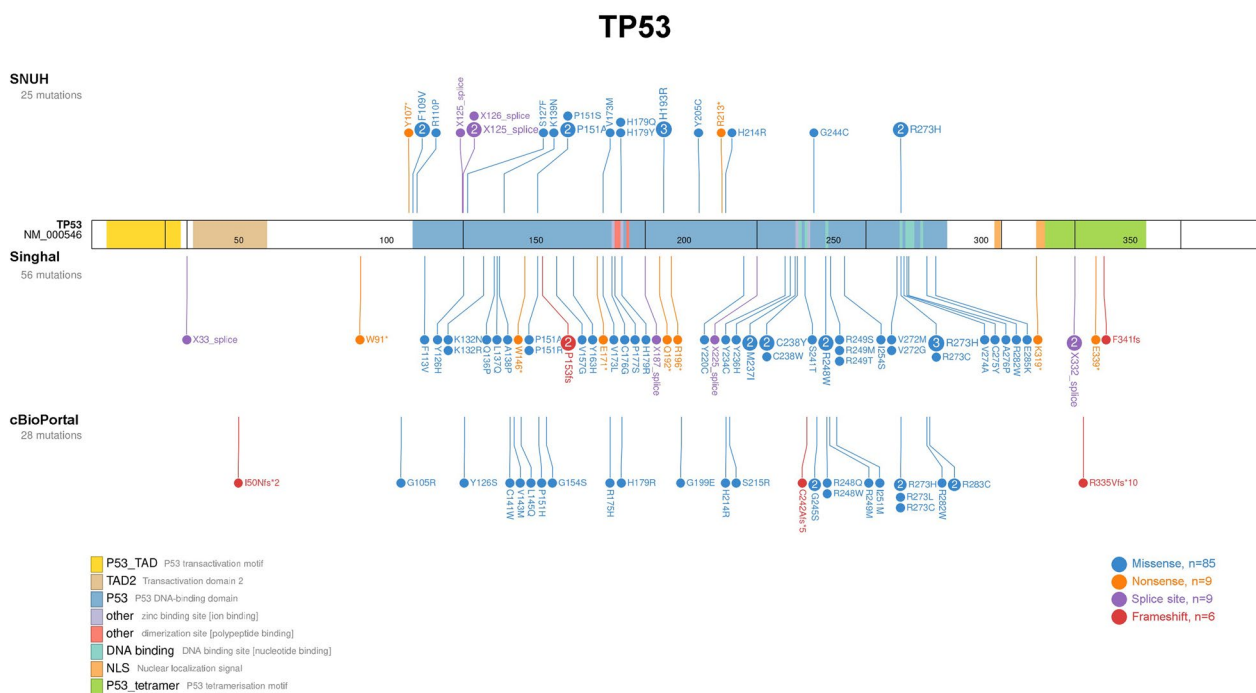 TP53
SNUH
25 mutations
Y107*
2
F109V
R110P
X125_splice
X126_splice
2
X125_splice
S127F
K139N
P151S
2
P151A
V173M
H179Q
H179Y
3
H193R
Y205C
R213*
H214R
G244C
2
R273H
TP53
NM_000546
50
100
150
200
250
300
350
Singhal
56 mutations
X33_splice
W91*
F113V
Y126H
K132N
K132R
Q136P
L137Q
A138P
W146*
P151A
P151R
2
P153fs
V157G
Y163H
E171*
V173L
C176G
P177S
H179R
X187_splice
Q192*
R196*
Y220C
X225_splice
Y234C
Y236H
2
M237I
2
C238Y
C238W
S241T
2
R248W
R249S
R249M
R249T
I254S
V272M
V272G
3
R273H
R273C
V274A
C275Y
A276P
R282W
E285K
K319*
2
X332_splice
E339*
F341fs
cBioPortal
28 mutations
I50Nfs*2
G105R
Y126S
C141W
V143M
L145Q
P151H
G154S
R175H
H179R
G199E
H214R
S215R
C242Afs*5
2
G245S
R248Q
R248W
R249M
I251M
2
R273H
R273L
R273C
R282W
2
R283C
R335Vfs*10
P53_TAD P53 transactivation motif
TAD2 Transactivation domain 2
P53 P53 DNA-binding domain
other zinc binding site [ion binding]
other dimerization site [polypeptide binding]
DNA binding DNA binding site [nucleotide binding]
NLS Nuclear localization signal
P53_tetramer P53 tetramerisation motif
Missense, n=85
Nonsense, n=9
Splice site, n=9
Frameshift, n=6